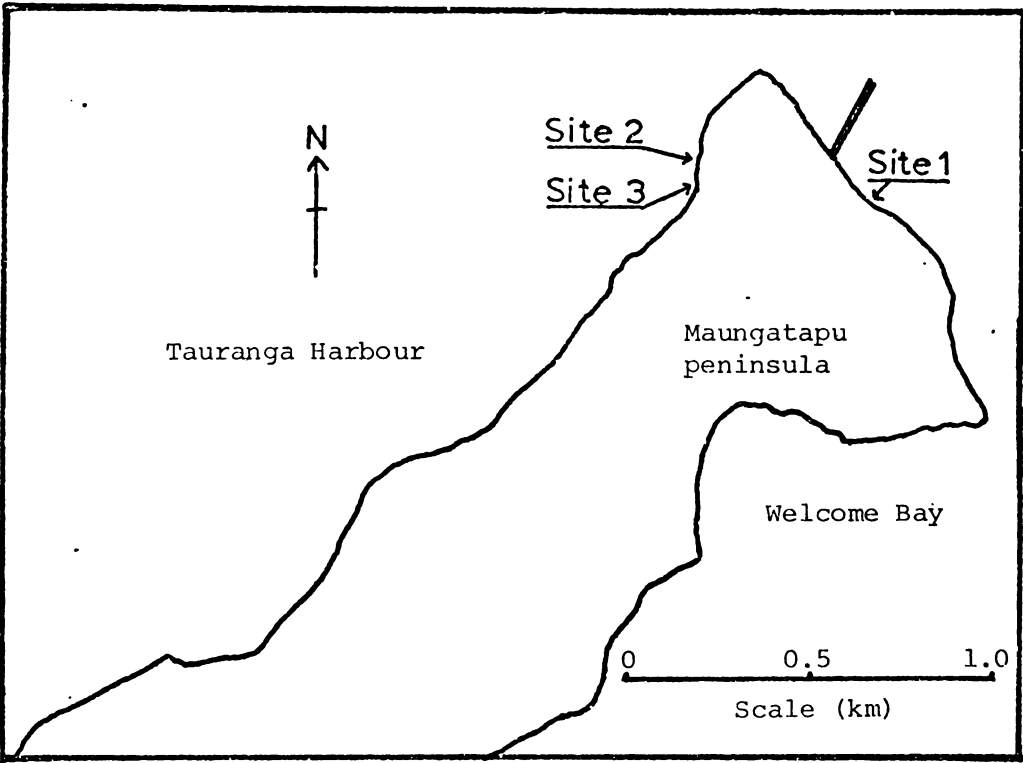 N
Site 2
Site 1
Site 3
Tauranga Harbour
Maungatapu
peninsula
Welcome Bay
0 0.5 1.0
Scale (km)